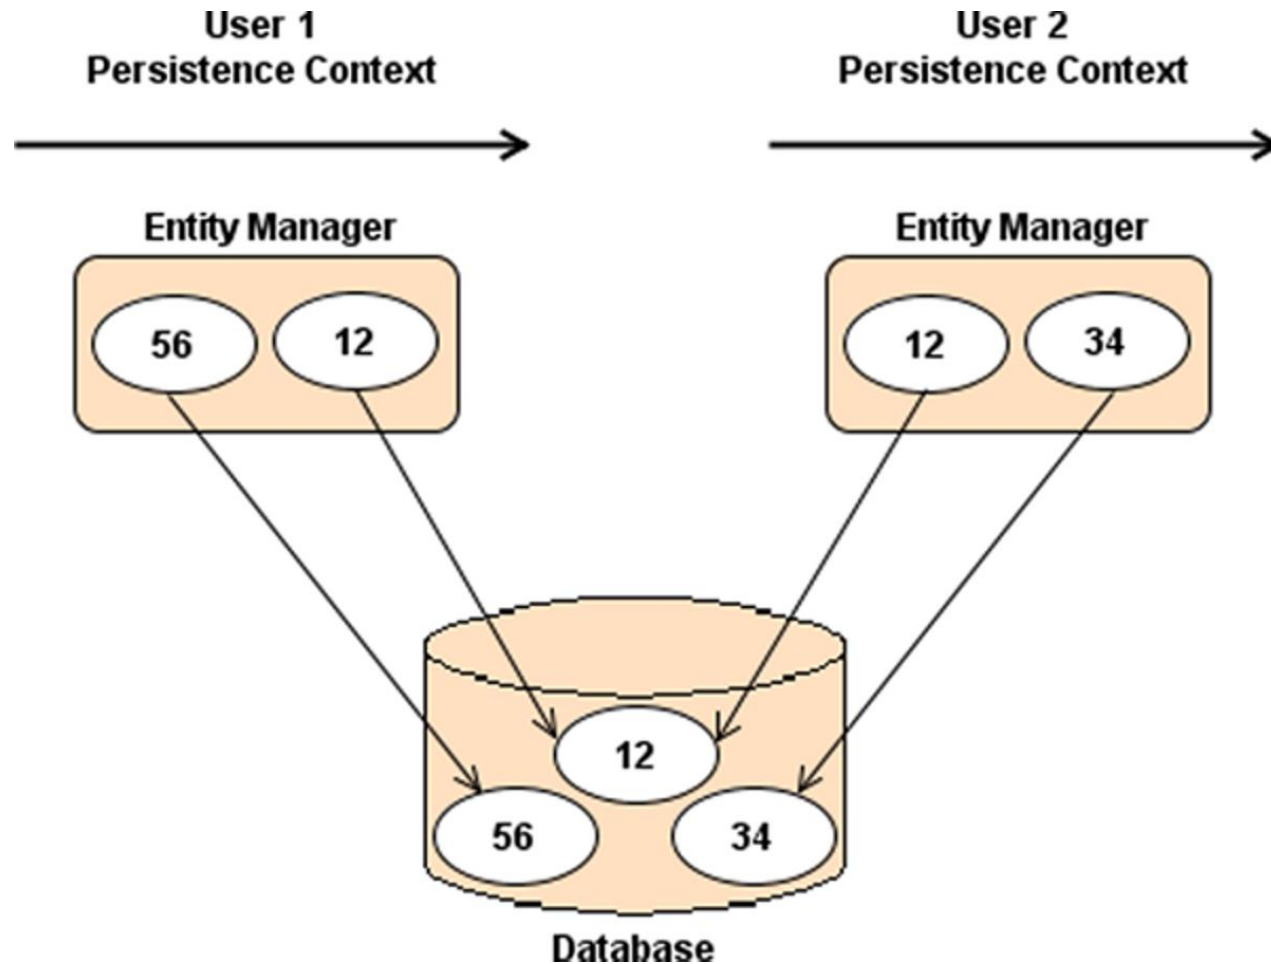 User 1
Persistence Context
User 2
Persistence Context
Entity Manager
Entity Manager
56
12
12
34
12
56
34
Database